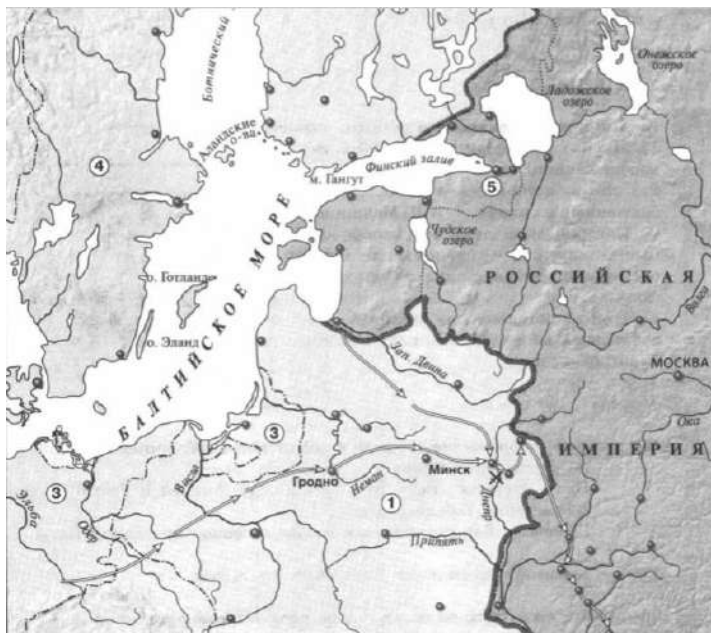 Ботнический
Онежское
озеро
Ладожское
озеро
Аландские
о-ва
Финский залив
м. Гангут
4
5
Чудское
озеро
о. Готланд
РОССИЙСКАЯ
Волга
БАЛТИЙСКОЕ МОРЕ
о. Эланд
Зап. Двина
МОСКВА
Ока
3
ИМПЕРИЯ
Минск
Гродно
Неман
Висла
3
Эльба
Одер
1
Днепр
Припять